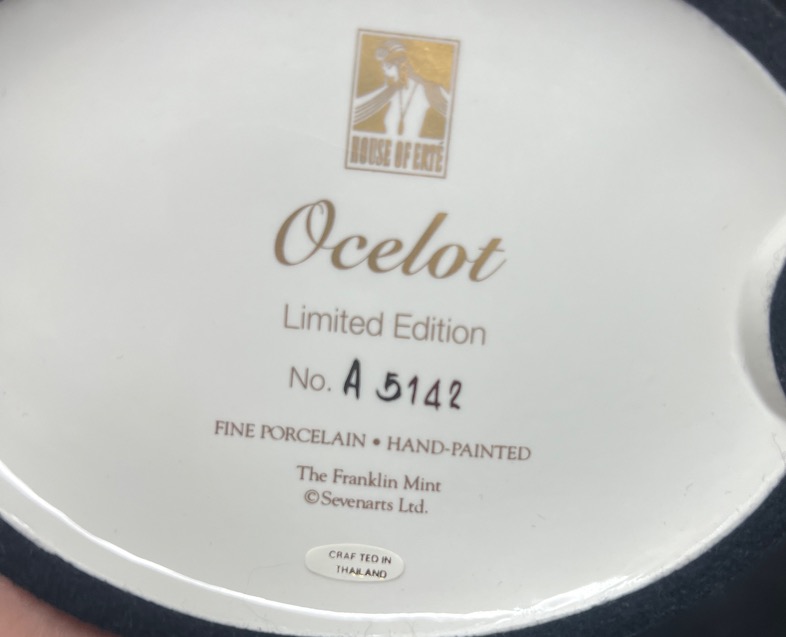 HOUSE OF ERTÉ
Ocelot
Limited Edition
No. A 5142
FINE PORCELAIN • HAND-PAINTED
The Franklin Mint
©Sevenarts Ltd.
CRAFTED IN
THAILAND